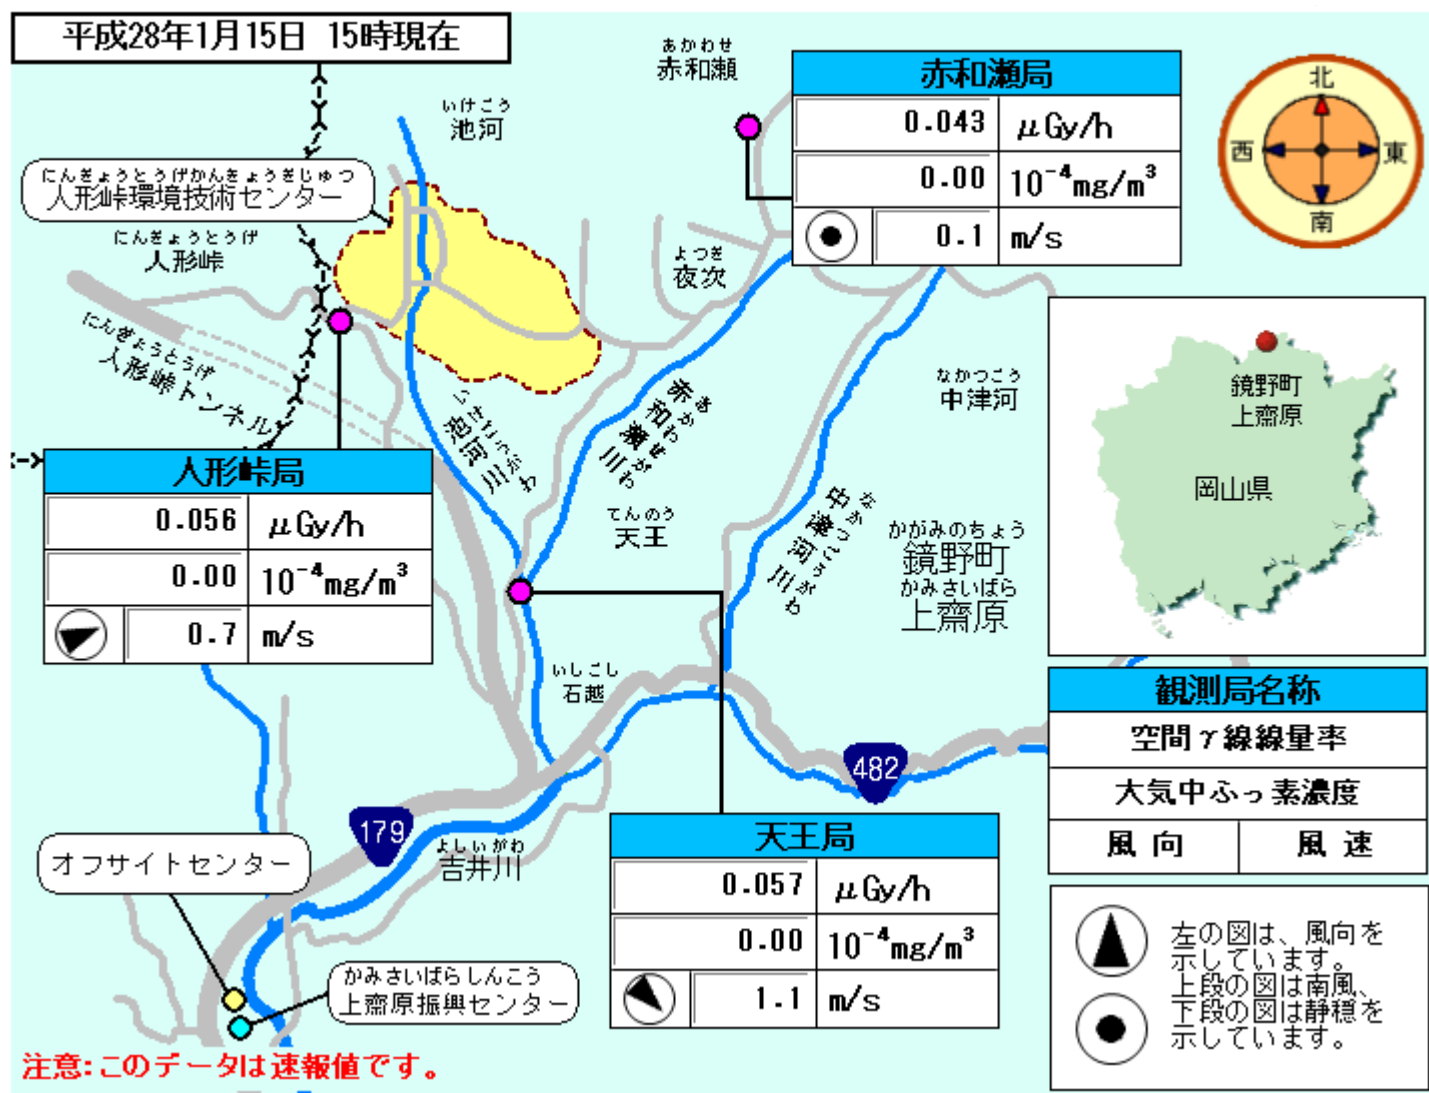 平成28年1月15日 15時現在
あかわせ
赤和瀬
いけこう
池河
にんぎょうとうげかんきょうぎじゅつ
人形峠環境技術センター
にんぎょうとうげ
人形峠
にんぎょうとうげ
人形峠トンネル
よつぎ
夜次
赤和瀬局
0.043 μGy/h
0.00 10⁻⁴mg/m³
0.1 m/s
北
西 東
南
なかつこう
中津河
いけこうがわ
池河川
あかわせがわ
赤和瀬川
なかつこうがわ
中津河川
てんのう
天王
かがみのちょう
鏡野町
かみさいばら
上齋原
鏡野町
上齋原
岡山県
人形峠局
0.056 μGy/h
0.00 10⁻⁴mg/m³
0.7 m/s
いしごし
石越
482
179
よしいがわ
吉井川
天王局
0.057 μGy/h
0.00 10⁻⁴mg/m³
1.1 m/s
観測局名称
空間γ線線量率
大気中ふっ素濃度
風向 風速
左の図は、風向を
示しています。
上段の図は南風、
下段の図は静穏を
示しています。
オフサイトセンター
かみさいばらしんこう
上齋原振興センター
注意:このデータは速報値です。